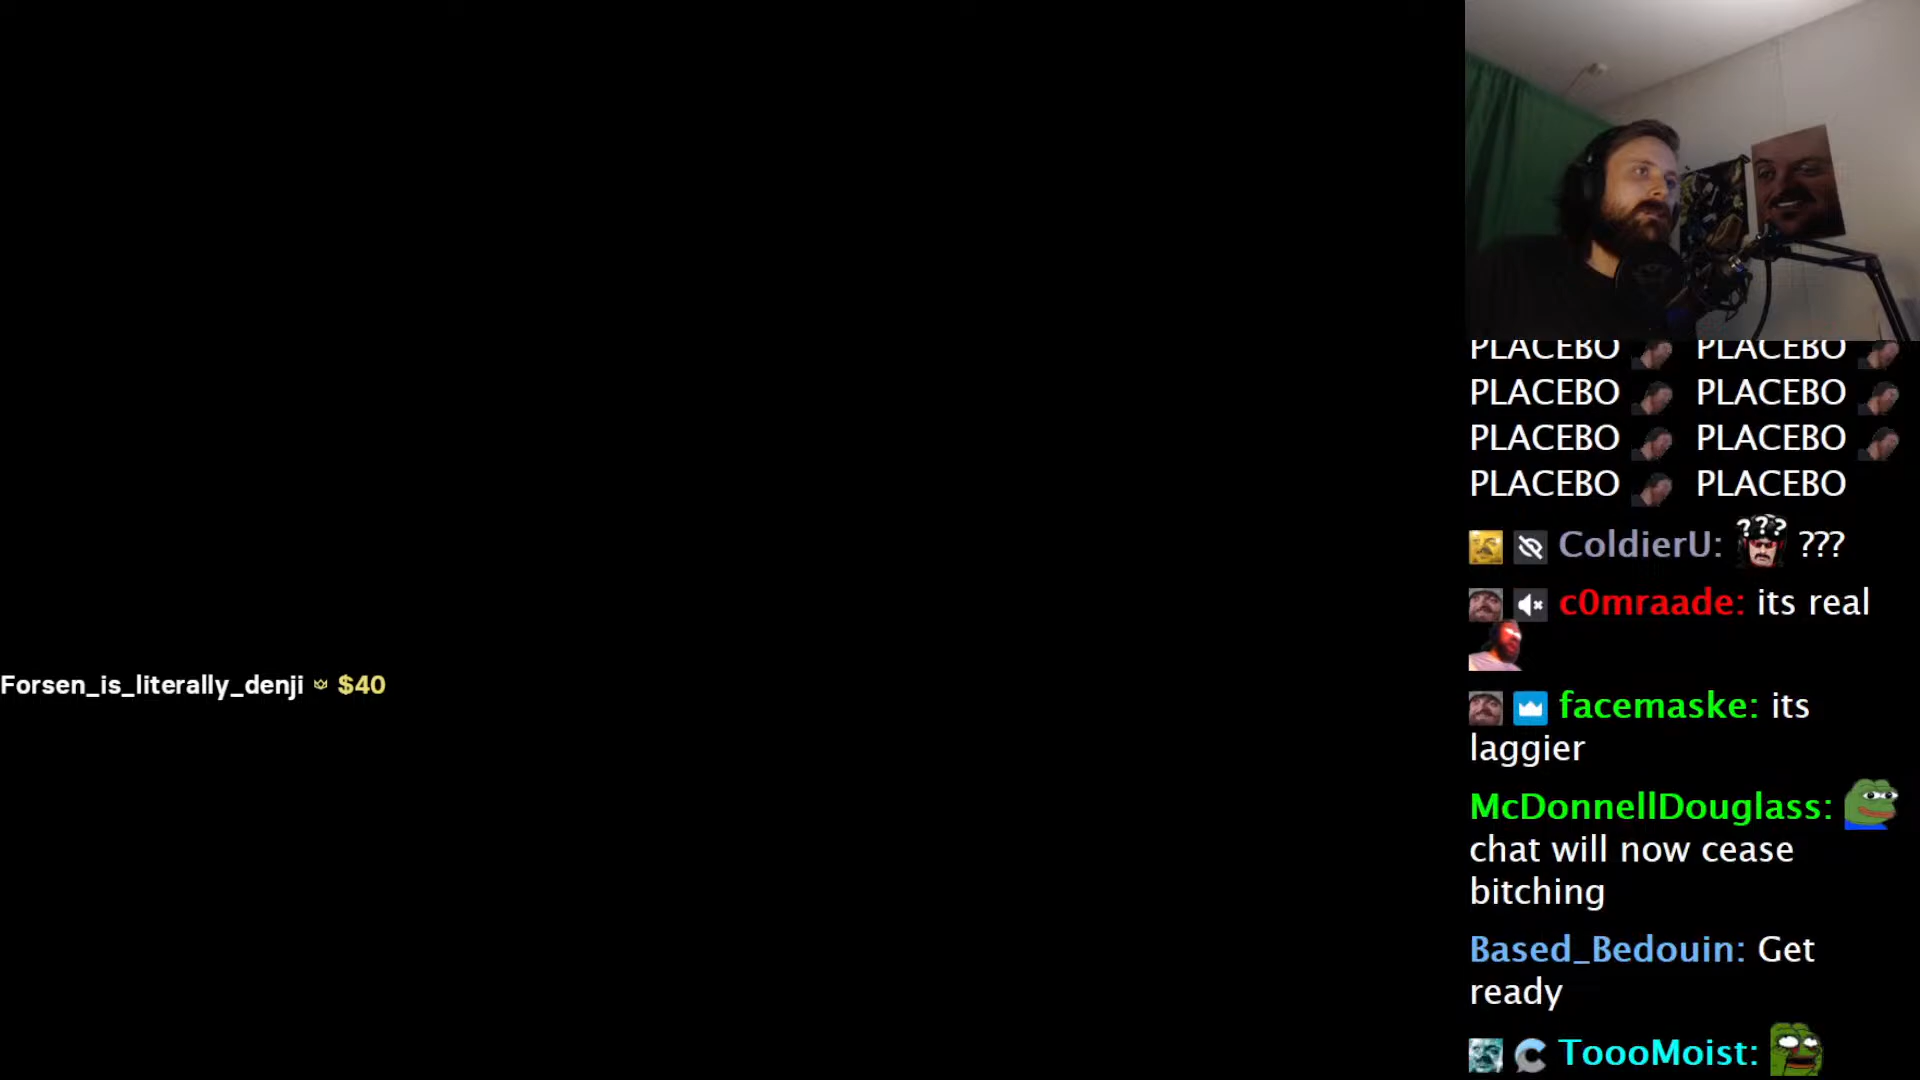 PLACEBO PLACEBO
PLACEBO PLACEBO
PLACEBO PLACEBO
PLACEBO PLACEBO
ColdierU: ??? ???
c0mraade: its real
facemaske: its
laggier
McDonnellDouglass:
chat will now cease
bitching
Based_Bedouin: Get
ready
ToooMoist:
Forsen_is_literally_denji $40